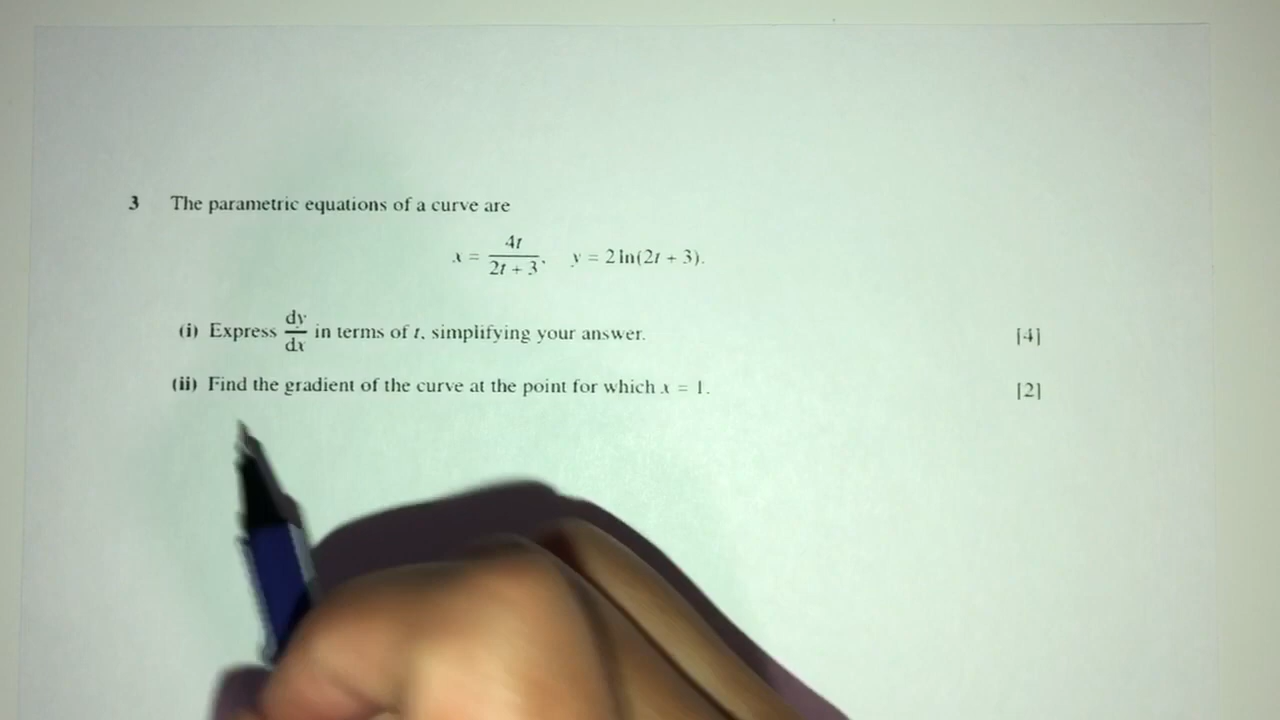 3 The parametric equations of a curve are
x = 4t/(2t + 3), y = 2 ln(2t + 3).
(i) Express dy/dx in terms of t, simplifying your answer. [4]
(ii) Find the gradient of the curve at the point for which x = 1. [2]